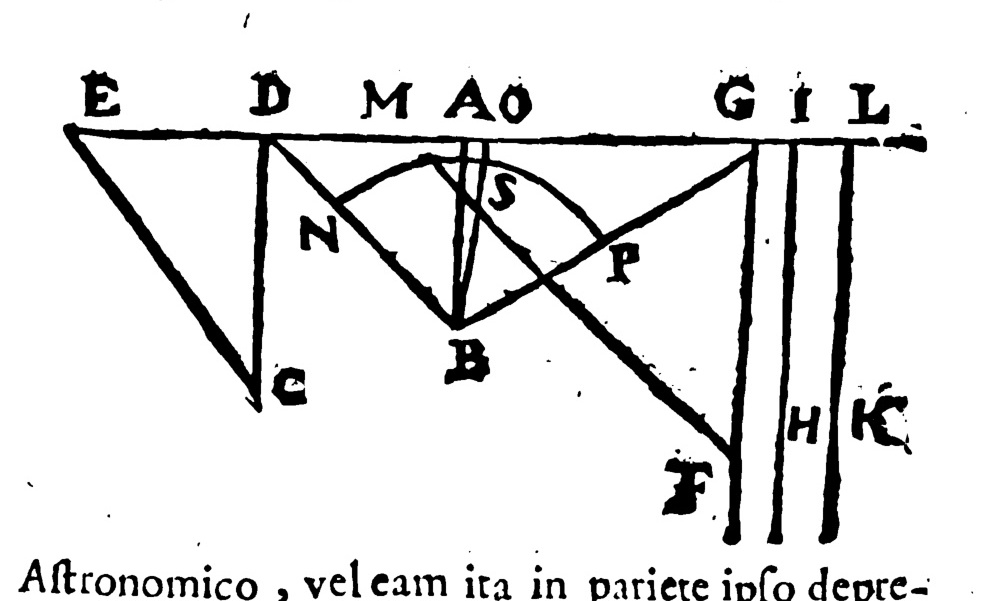 E D M A O G I L
S
N P
B
C H K
F
Aſtronomico , vel eam ita in pariete ipſo depre-